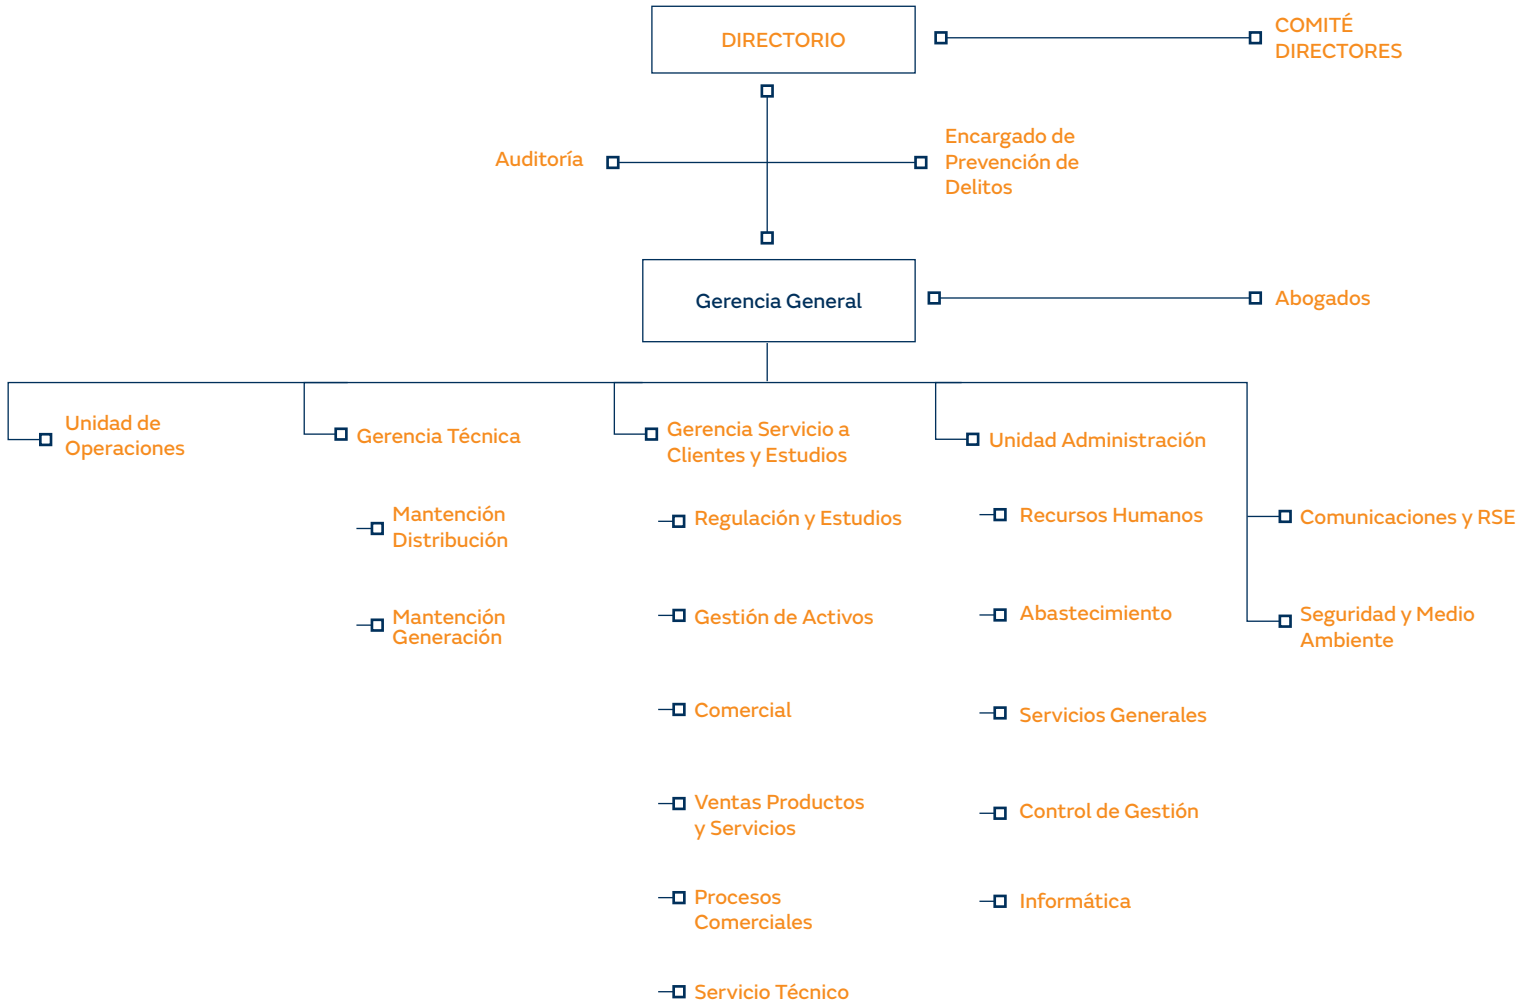 DIRECTORIO
COMITÉ
DIRECTORES
Auditoría
Encargado de
Prevención de
Delitos
Gerencia General
Abogados
Unidad de
Operaciones
Gerencia Técnica
Mantención
Distribución
Mantención
Generación
Gerencia Servicio a
Clientes y Estudios
Regulación y Estudios
Gestión de Activos
Comercial
Ventas Productos
y Servicios
Procesos
Comerciales
Servicio Técnico
Unidad Administración
Recursos Humanos
Abastecimiento
Servicios Generales
Control de Gestión
Informática
Comunicaciones y RSE
Seguridad y Medio
Ambiente